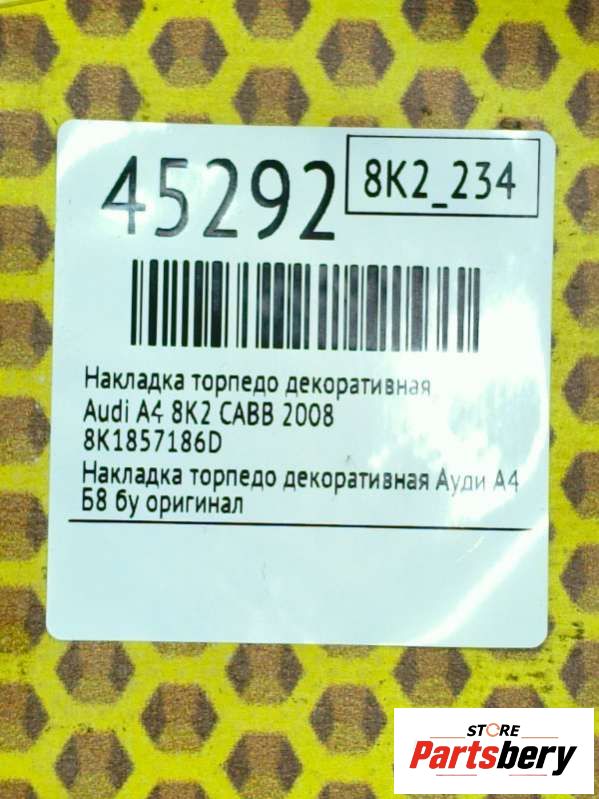 45292
8K2_234
Накладка торпедо декоративная
Audi A4 8K2 CABB 2008
8K1857186D
Накладка торпедо декоративная Ауди А4
Б8 бу оригинал
STORE
Partsbery